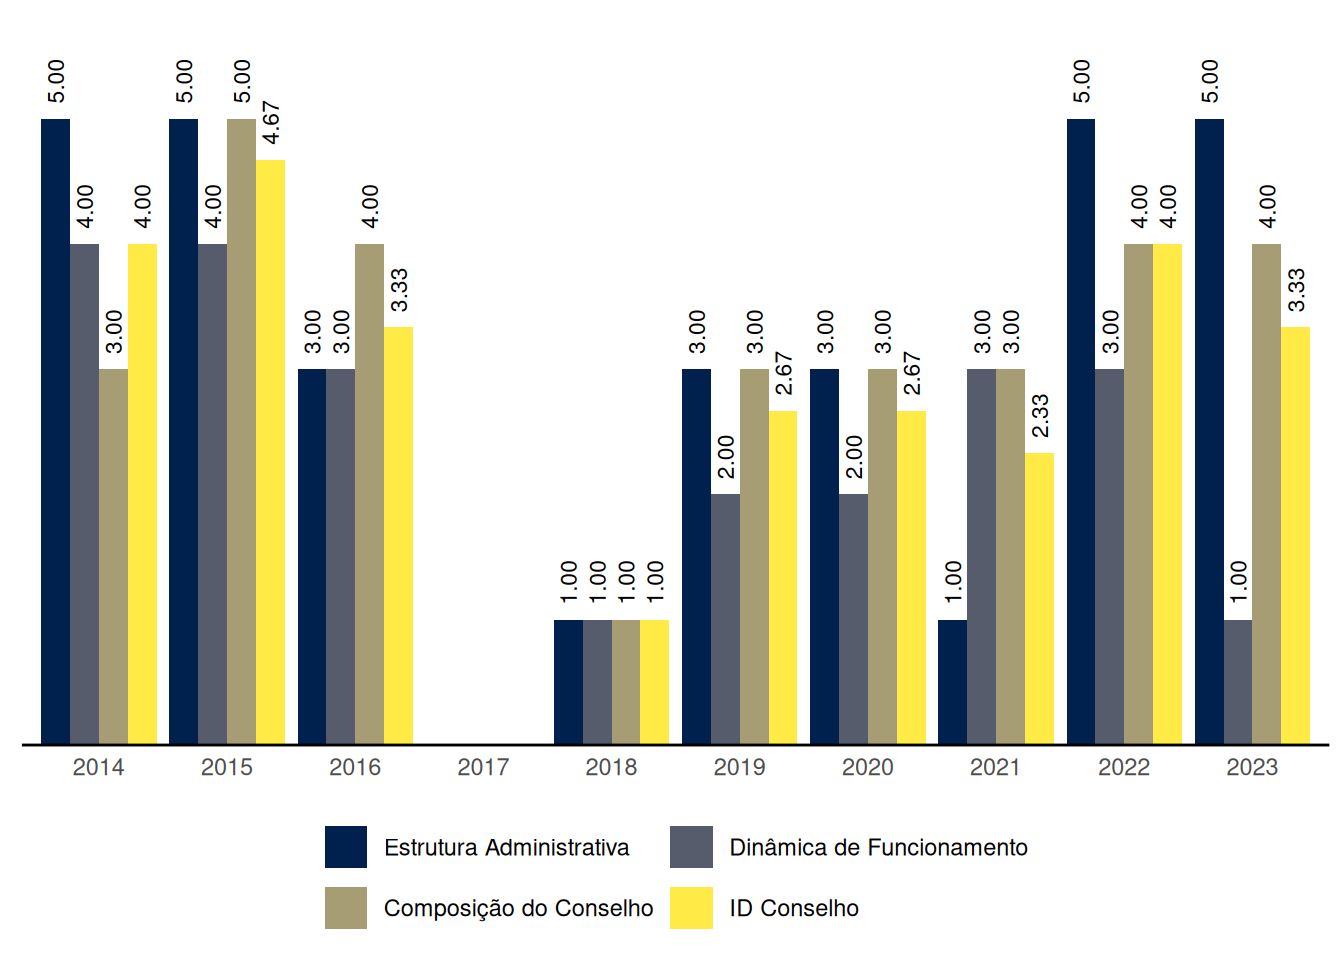 5.00 4.00 3.00 4.00
5.00 4.00 5.00 4.67
3.00 3.00 4.00 3.33
1.00 1.00 1.00 1.00
3.00 2.00 3.00 2.67
3.00 2.00 3.00 2.67
1.00 3.00 3.00 2.33
5.00 3.00 4.00 4.00
5.00 1.00 4.00 3.33
2014 2015 2016 2017 2018 2019 2020 2021 2022 2023
Estrutura Administrativa Dinâmica de Funcionamento
Composição do Conselho ID Conselho